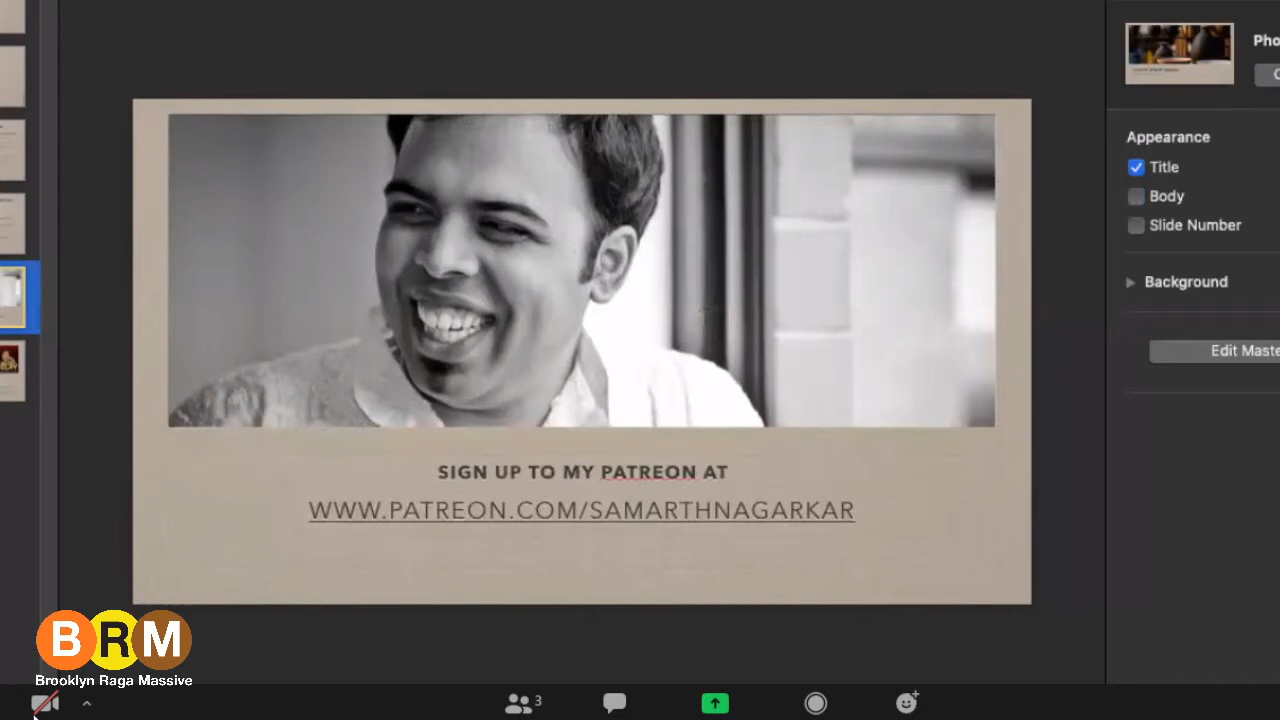 Pho
Appearance
Title
Body
Slide Number
Background
Edit Maste
SIGN UP TO MY PATREON AT
WWW.PATREON.COM/SAMARTHNAGARKAR
BRM
Brooklyn Raga Massive
3